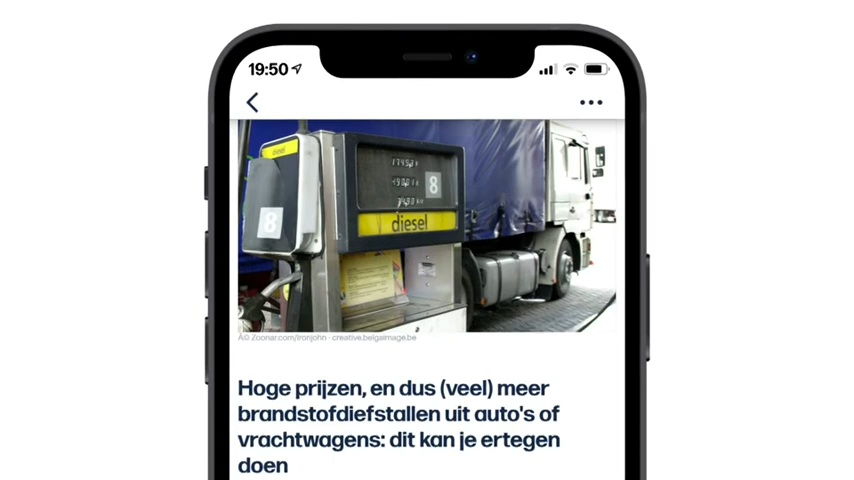 19:50
diesel
8
8
diesel
Â© Zoonar.com/ironjohn - creative.belgaimage.be
Hoge prijzen, en dus (veel) meer
brandstofdiefstallen uit auto's of
vrachtwagens: dit kan je ertegen
doen